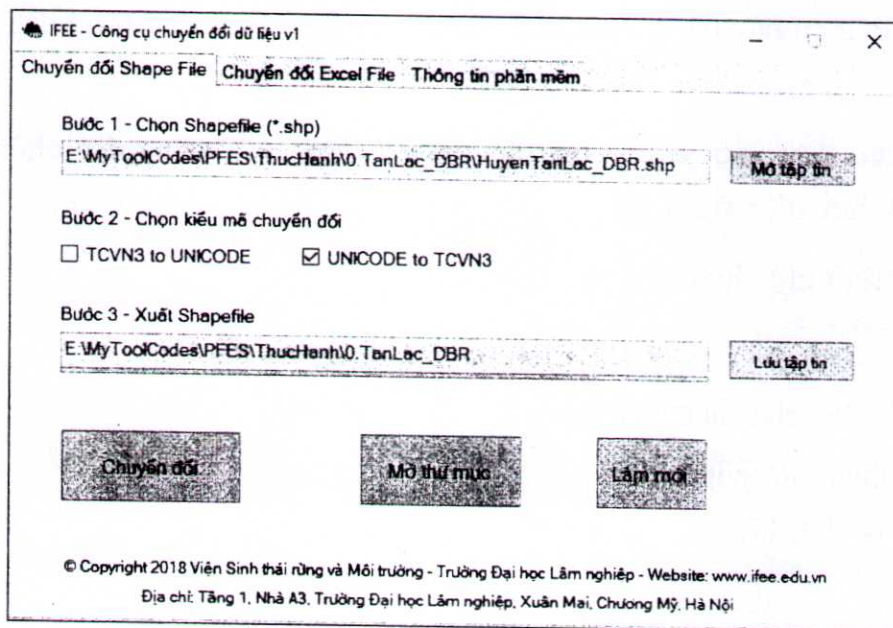 IFEE - Công cụ chuyển đổi dữ liệu v1
Chuyển đổi Shape File Chuyển đổi Excel File Thông tin phần mềm
Bước 1 - Chọn Shapefile (*.shp)
E:\MyToolCodes\PFES\ThucHanh\0.TanLac_DBR\HuyenTanLac_DBR.shp Mở tập tin
Bước 2 - Chọn kiểu mã chuyển đổi
TCVN3 to UNICODE UNICODE to TCVN3
Bước 3 - Xuất Shapefile
E:\MyToolCodes\PFES\ThucHanh\0.TanLac_DBR Lưu tập tin
Chuyển đổi Mở thư mục Làm mới
© Copyright 2018 Viện Sinh thái rừng và Môi trường - Trường Đại học Lâm nghiệp - Website: www.ifee.edu.vn
Địa chỉ: Tầng 1, Nhà A3, Trường Đại học Lâm nghiệp, Xuân Mai, Chương Mỹ, Hà Nội